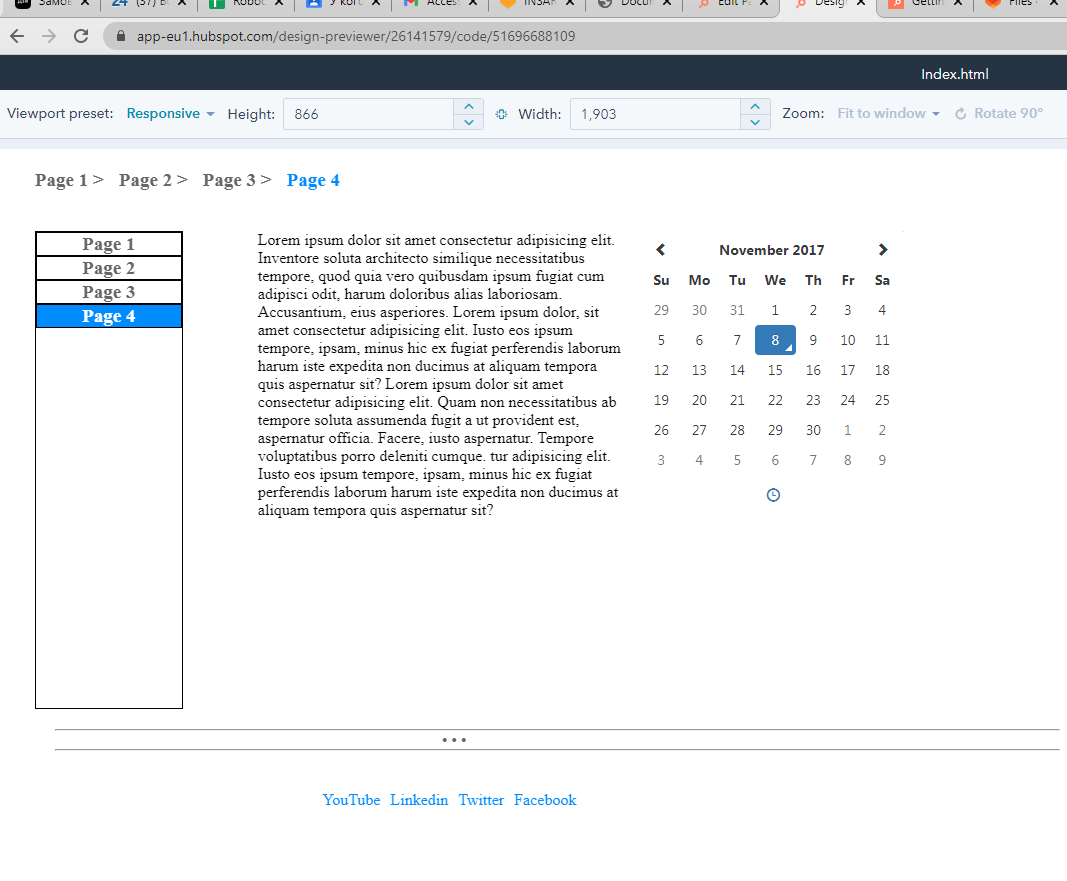 24 (37)
app-eu1.hubspot.com/design-previewer/26141579/code/51696688109
Index.html
Viewport preset: Responsive Height: 866 Width: 1,903 Zoom: Fit to window Rotate 90°
Page 1 > Page 2 > Page 3 > Page 4
Page 1
Page 2
Page 3
Page 4
Lorem ipsum dolor sit amet consectetur adipisicing elit.
Inventore soluta architecto similique necessitatibus
tempore, quod quia vero quibusdam ipsum fugiat cum
adipisci odit, harum doloribus alias laboriosam.
Accusantium, eius asperiores. Lorem ipsum dolor, sit
amet consectetur adipisicing elit. Iusto eos ipsum
tempore, ipsam, minus hic ex fugiat perferendis laborum
harum iste expedita non ducimus at aliquam tempora
quis aspernatur sit? Lorem ipsum dolor sit amet
consectetur adipisicing elit. Quam non necessitatibus ab
tempore soluta assumenda fugit a ut provident est,
aspernatur officia. Facere, iusto aspernatur. Tempore
voluptatibus porro deleniti cumque. tur adipisicing elit.
Iusto eos ipsum tempore, ipsam, minus hic ex fugiat
perferendis laborum harum iste expedita non ducimus at
aliquam tempora quis aspernatur sit?
November 2017
Su Mo Tu We Th Fr Sa
29 30 31 1 2 3 4
5 6 7 8 9 10 11
12 13 14 15 16 17 18
19 20 21 22 23 24 25
26 27 28 29 30 1 2
3 4 5 6 7 8 9
• • •
YouTube Linkedin Twitter Facebook